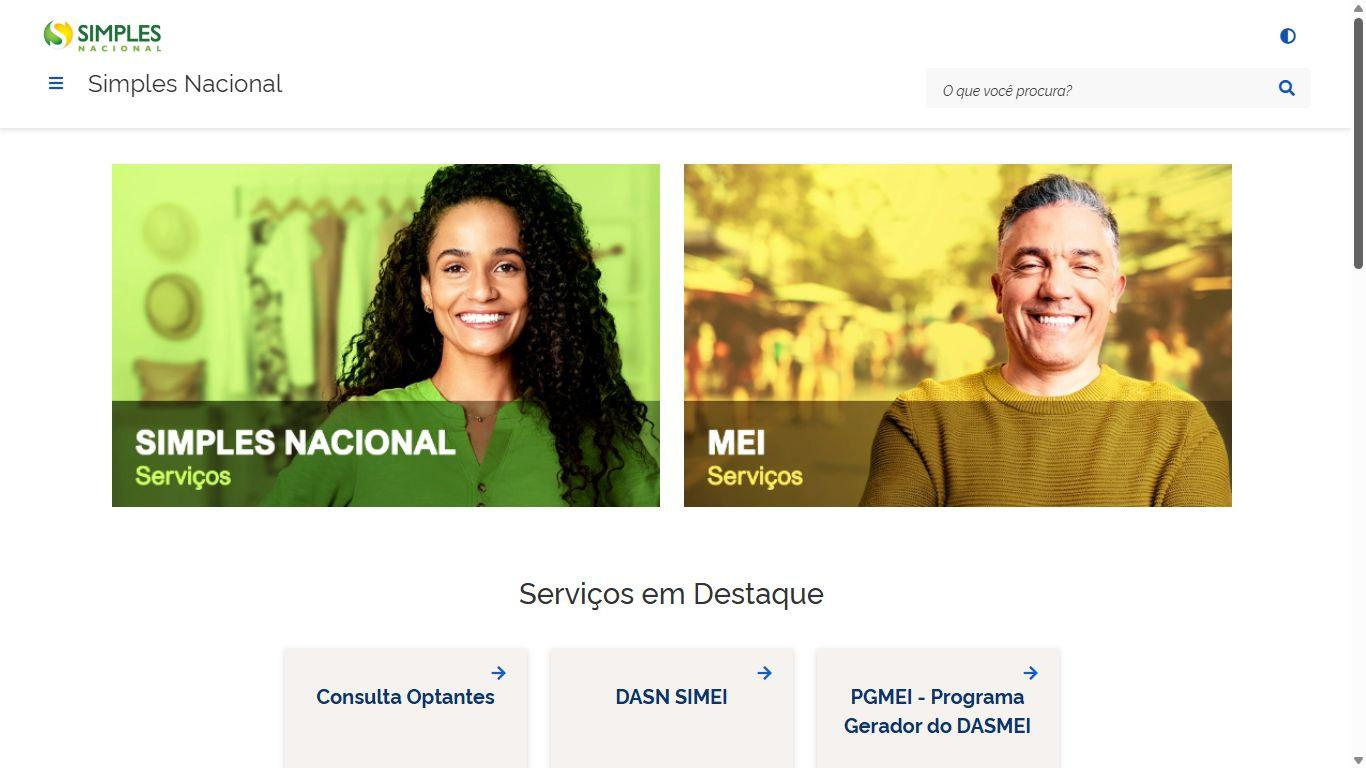 SIMPLES
NACIONAL
Simples Nacional
O que você procura?
SIMPLES NACIONAL
Serviços
MEI
Serviços
Serviços em Destaque
Consulta Optantes
DASN SIMEI
PGMEI - Programa
Gerador do DASMEI